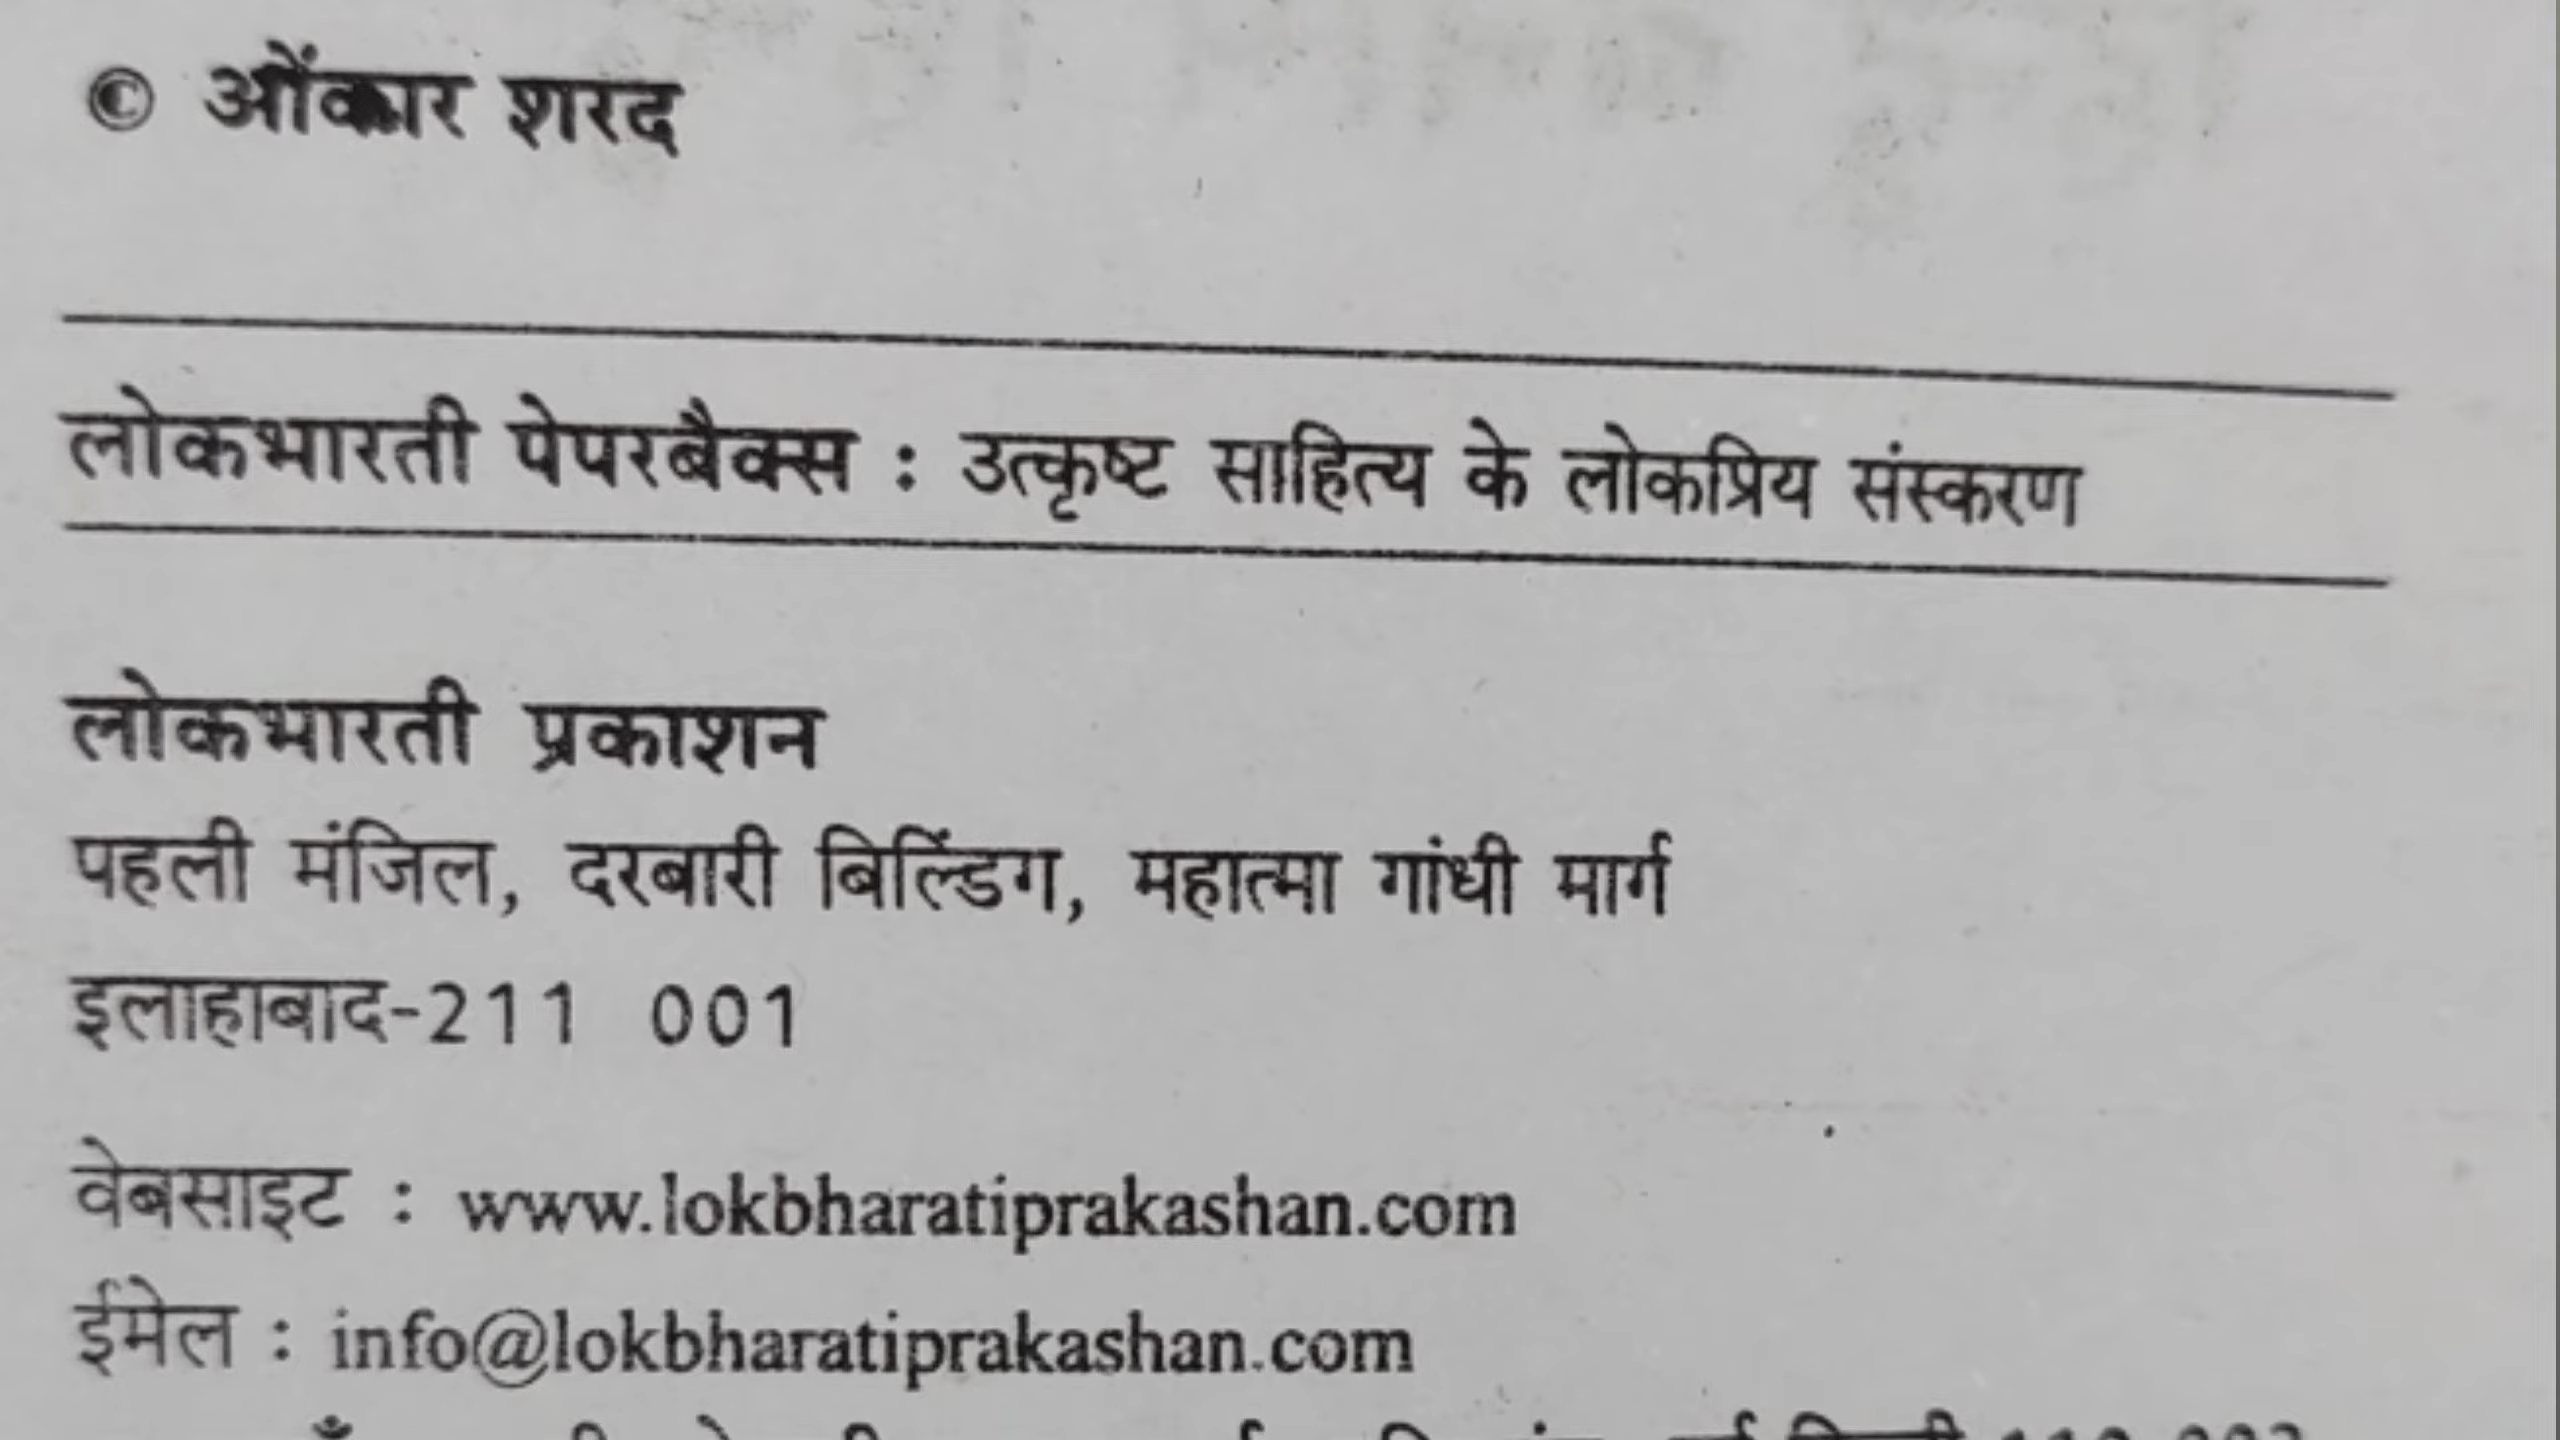 © ओंकार शरद
लोकभारती पेपरबैक्स : उत्कृष्ट साहित्य के लोकप्रिय संस्करण
लोकभारती प्रकाशन
पहली मंजिल, दरबारी बिल्डिंग, महात्मा गांधी मार्ग
इलाहाबाद-211 001
वेबसाइट : www.lokbharatiprakashan.com
ईमेल : info@lokbharatiprakashan.com